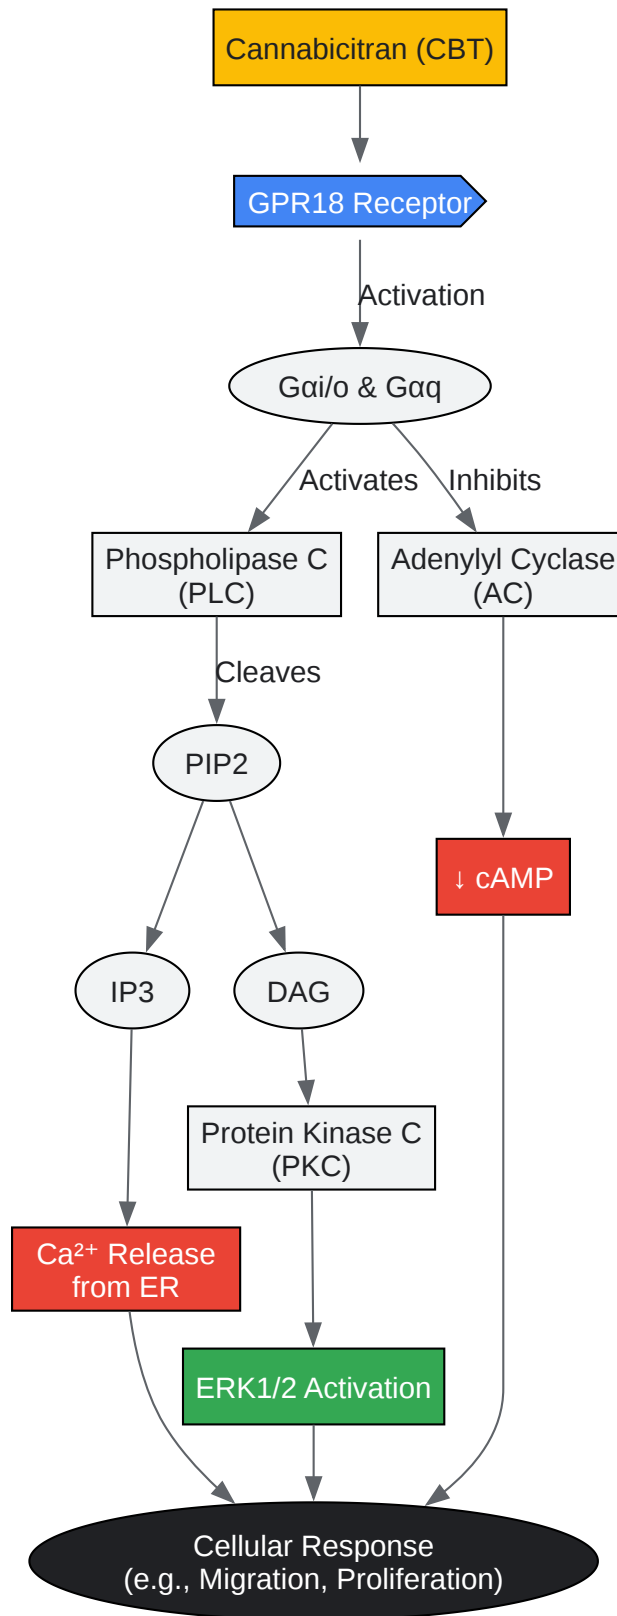 Cannabicitran (CBT)
GPR18 Receptor
Activation
Gαi/o & Gαq
Activates
Inhibits
Phospholipase C
(PLC)
Adenylyl Cyclase
(AC)
Cleaves
PIP2
↓ cAMP
IP3
DAG
Protein Kinase C
(PKC)
Ca²⁺ Release
from ER
ERK1/2 Activation
Cellular Response
(e.g., Migration, Proliferation)